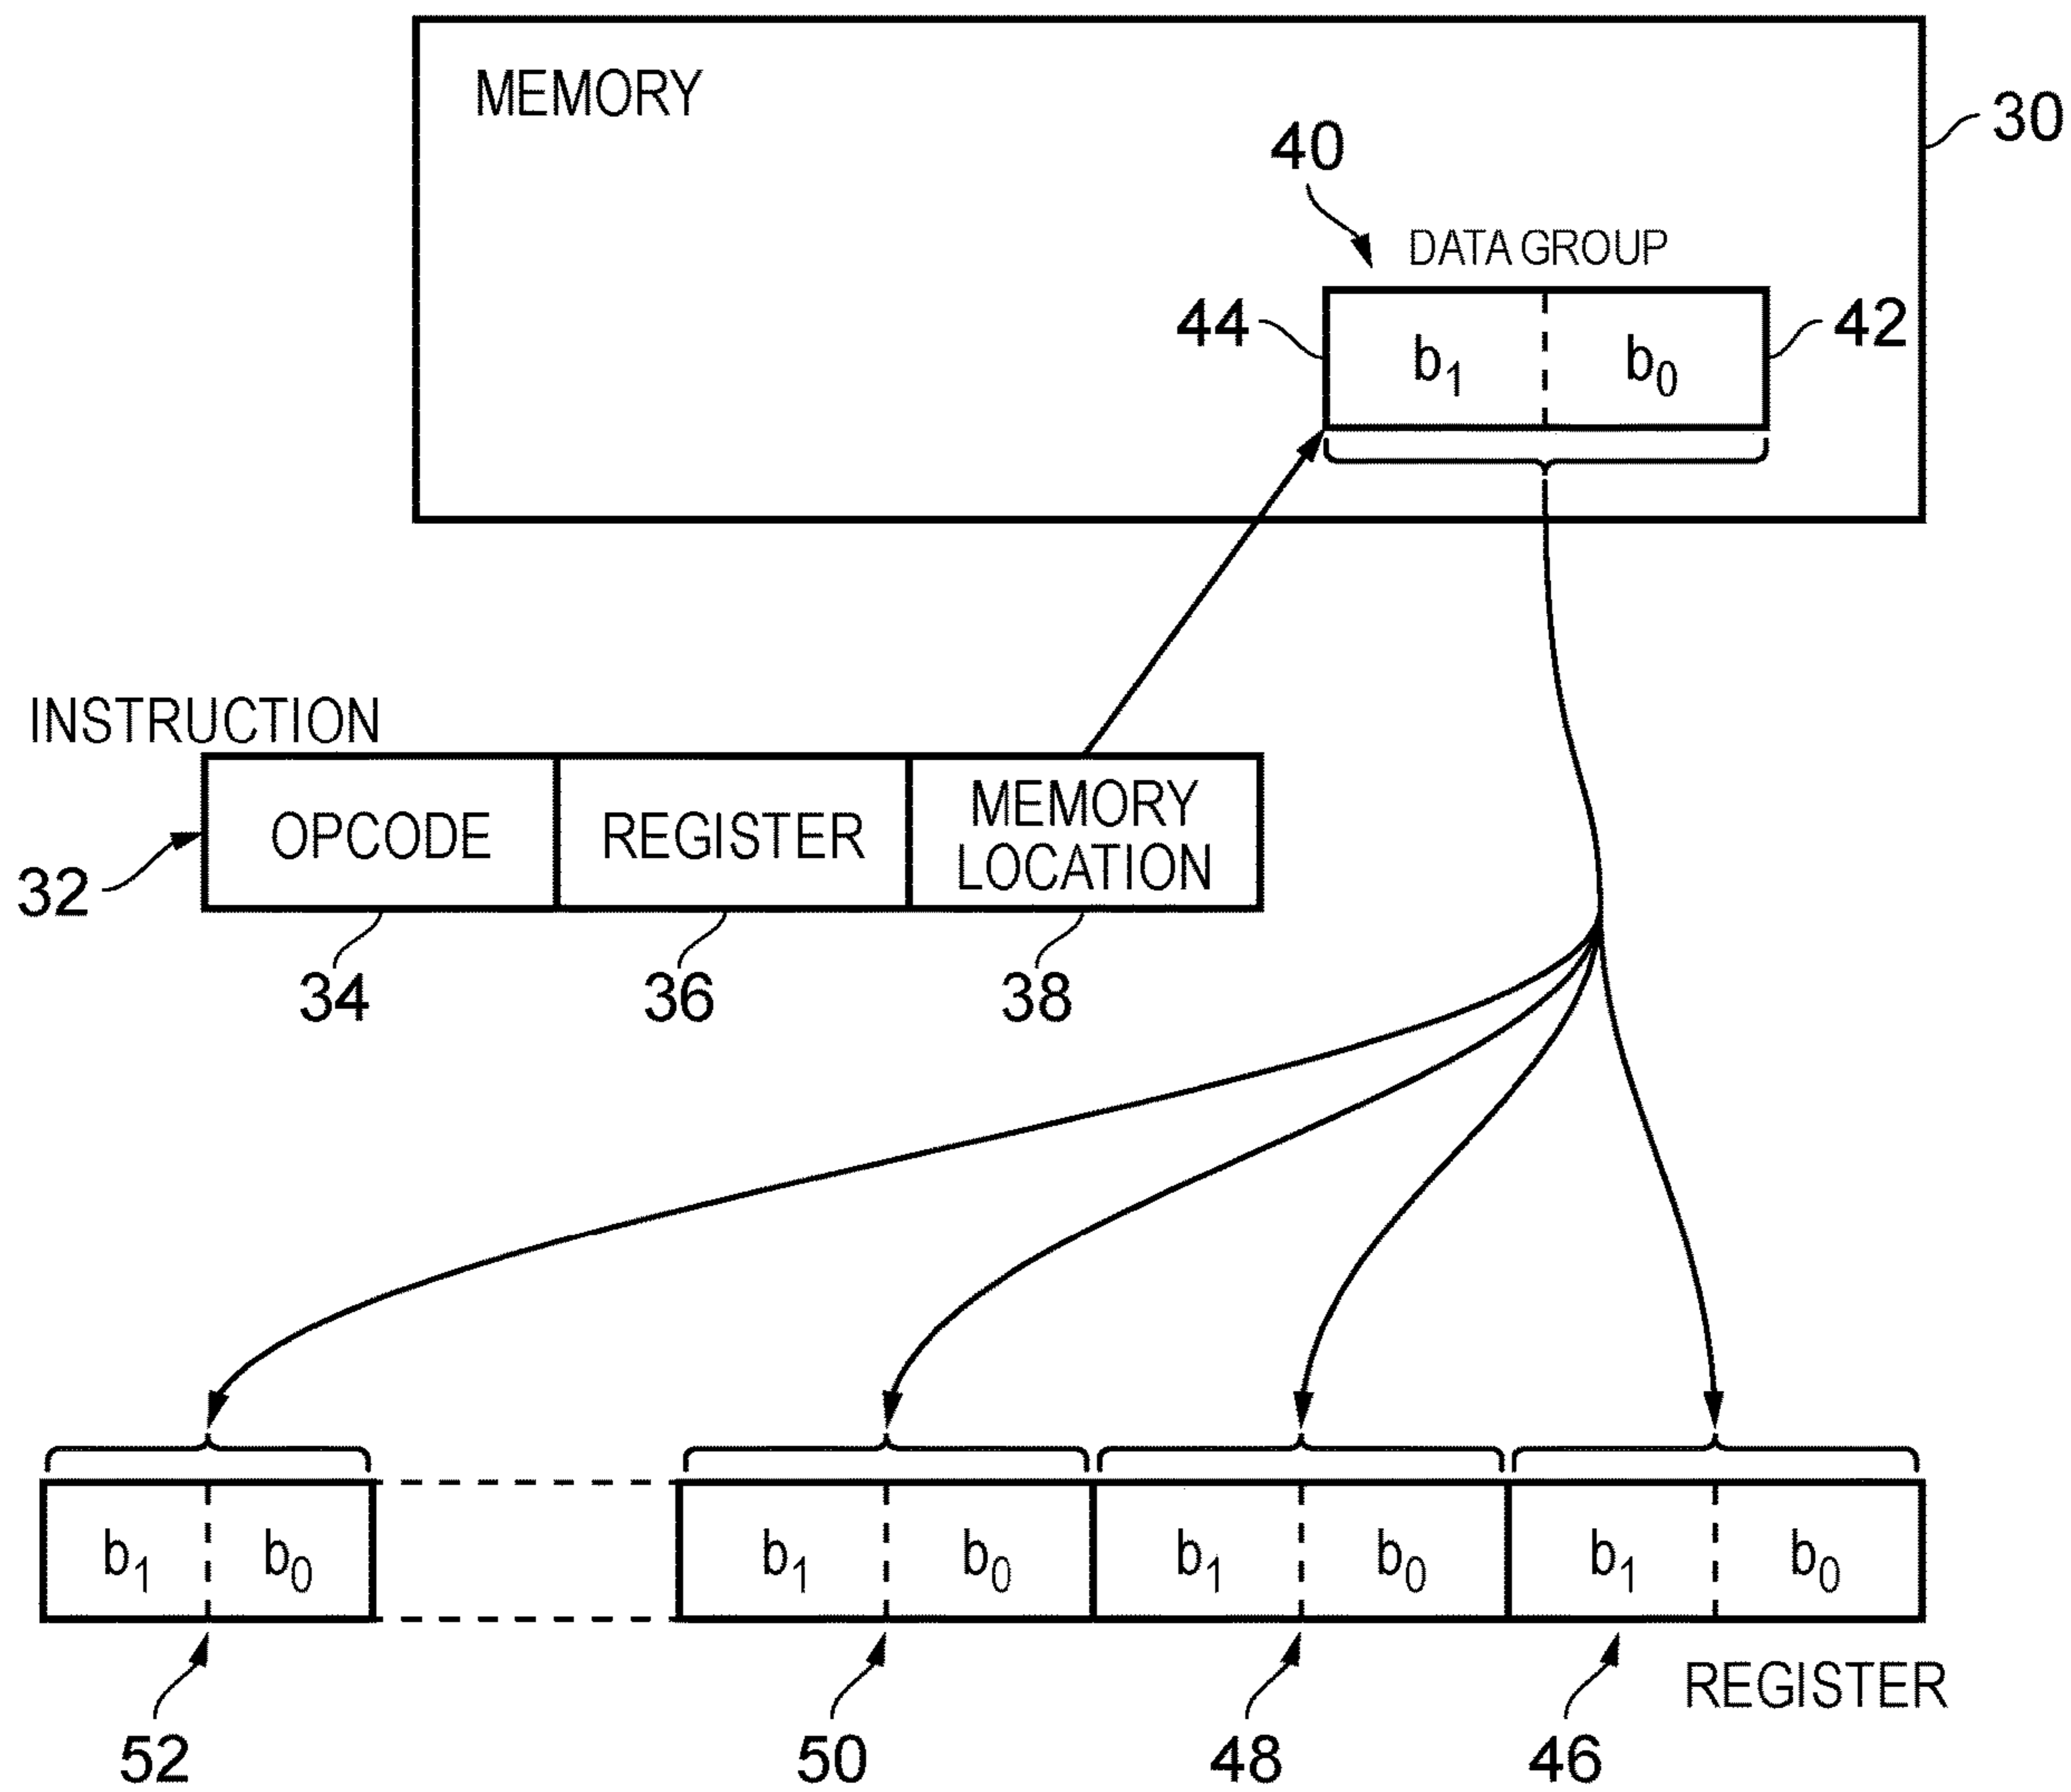 MEMORY
30
40
DATA GROUP
44
b1
b0
42
INSTRUCTION
OPCODE
REGISTER
MEMORY
LOCATION
32
34
36
38
b1 b0 b1 b0 b1 b0 b1 b0
REGISTER
52
50
48
46